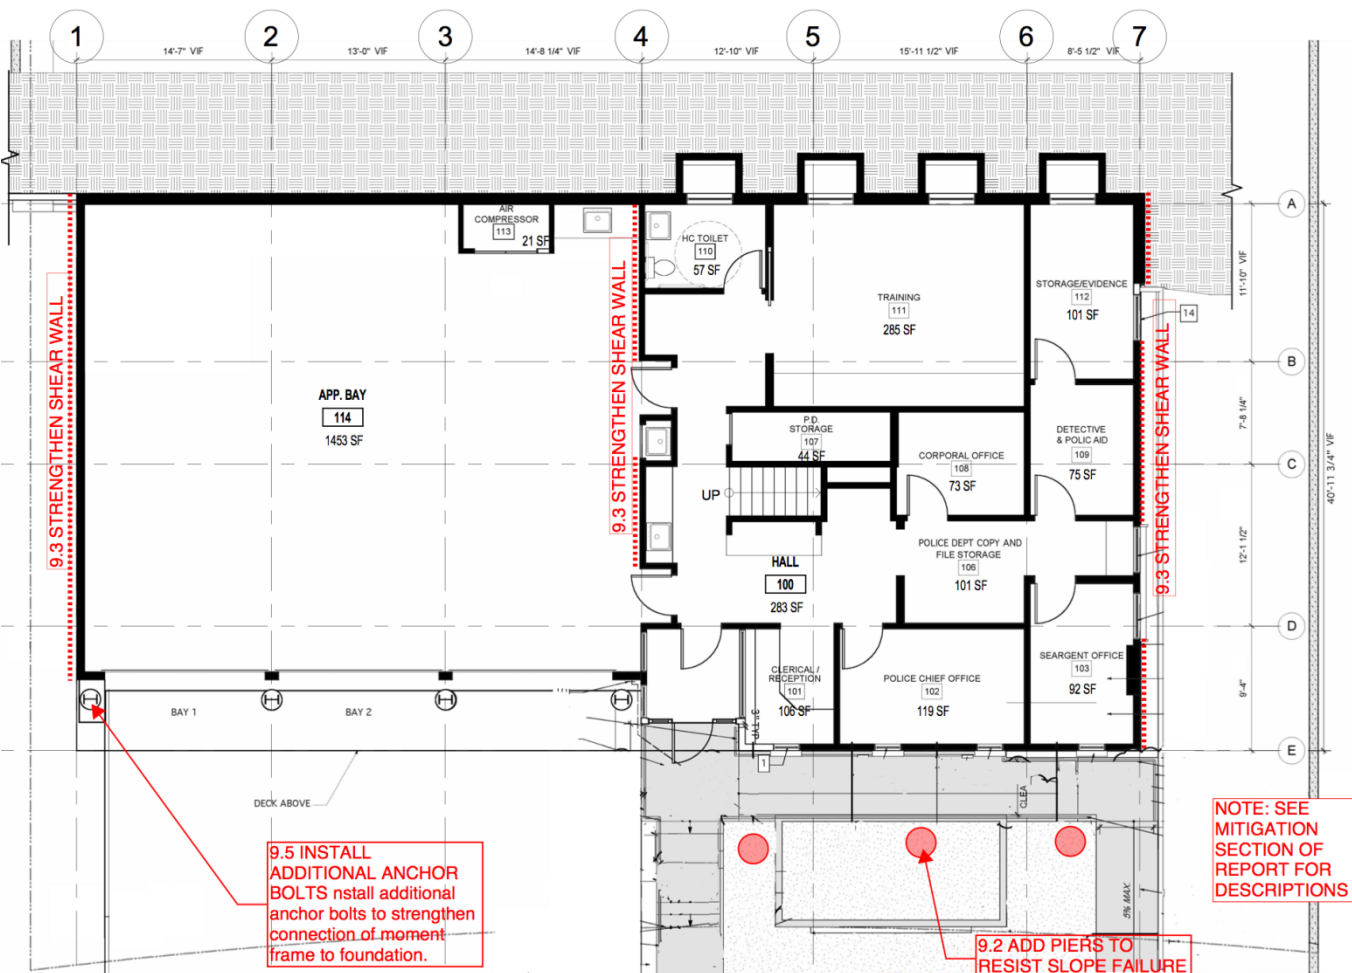 1 2 3 4 5 6 7
14'-7" VIF 13'-0" VIF 14'-8 1/4" VIF 12'-10" VIF 15'-11 1/2" VIF 8'-5 1/2" VIF
A
B
C
D
E
11'-10" VIF
7'-8 1/4"
12'-1 1/2"
9'-4"
40'-11 3/4" VIF
9.3 STRENGTHEN SHEAR WALL
9.3 STRENGTHEN SHEAR WALL
9.3 STRENGTHEN SHEAR WALL
AIR
COMPRESSOR
113
21 SF
HC TOILET
110
57 SF
TRAINING
111
285 SF
STORAGE/EVIDENCE
112
101 SF
14
APP. BAY
114
1453 SF
P.D.
STORAGE
107
44 SF
CORPORAL OFFICE
108
73 SF
DETECTIVE
& POLIC AID
109
75 SF
UP
HALL
100
283 SF
POLICE DEPT COPY AND
FILE STORAGE
106
101 SF
CLERICAL /
RECEPTION
101
106 SF
POLICE CHIEF OFFICE
102
119 SF
SEARGENT OFFICE
103
92 SF
3" TYP
1
BAY 1
BAY 2
DECK ABOVE
CLEA
5% MAX
9.5 INSTALL
ADDITIONAL ANCHOR
BOLTS nstall additional
anchor bolts to strengthen
connection of moment
frame to foundation.
9.2 ADD PIERS TO
RESIST SLOPE FAILURE
NOTE: SEE
MITIGATION
SECTION OF
REPORT FOR
DESCRIPTIONS